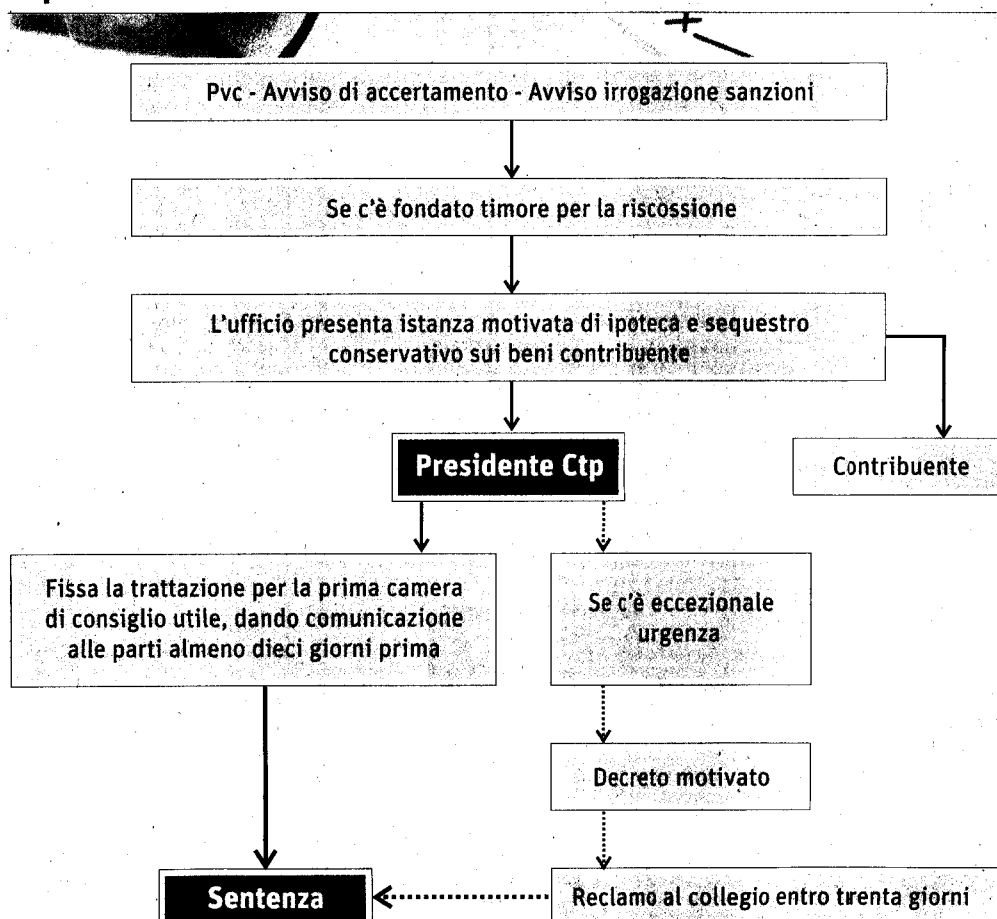 Pvc - Avviso di accertamento - Avviso irrogazione sanzioni
Se c'è fondato timore per la riscossione
L'ufficio presenta istanza motivata di ipoteca e sequestro
conservativo sui beni contribuente
Presidente Ctp
Contribuente
Fissa la trattazione per la prima camera
di consiglio utile, dando comunicazione
alle parti almeno dieci giorni prima
Se c'è eccezionale
urgenza
Decreto motivato
Sentenza
Reclamo al collegio entro trenta giorni